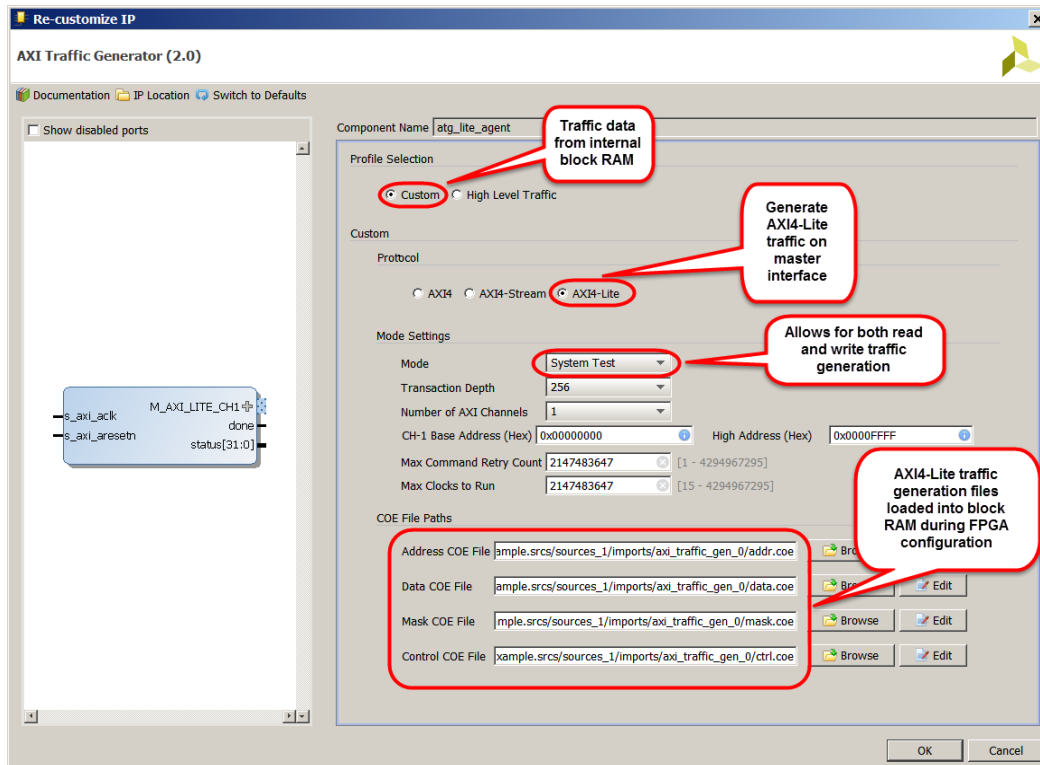 Re-customize IP
AXI Traffic Generator (2.0)
Documentation IP Location Switch to Defaults
Show disabled ports
s_axi_aclk
s_axi_aresetn
M_AXI_LITE_CH1
done
status[31:0]
Component Name atg_lite_agent
Traffic data
from internal
block RAM
Profile Selection
Custom High Level Traffic
Generate
AXI4-Lite
traffic on
master
interface
Custom
Protocol
AXI4 AXI4-Stream AXI4-Lite
Mode Settings
Allows for both read
and write traffic
generation
Mode System Test
Transaction Depth 256
Number of AXI Channels 1
CH-1 Base Address (Hex) 0x00000000 High Address (Hex) 0x0000FFFF
Max Command Retry Count 2147483647 [1 - 4294967295]
Max Clocks to Run 2147483647 [15 - 4294967295]
AXI4-Lite traffic
generation files
loaded into block
RAM during FPGA
configuration
COE File Paths
Address COE File ample.srcs/sources_1/imports/axi_traffic_gen_0/addr.coe
Data COE File ample.srcs/sources_1/imports/axi_traffic_gen_0/data.coe Edit
Mask COE File mple.srcs/sources_1/imports/axi_traffic_gen_0/mask.coe Browse Edit
Control COE File xample.srcs/sources_1/imports/axi_traffic_gen_0/ctrl.coe Browse Edit
OK Cancel